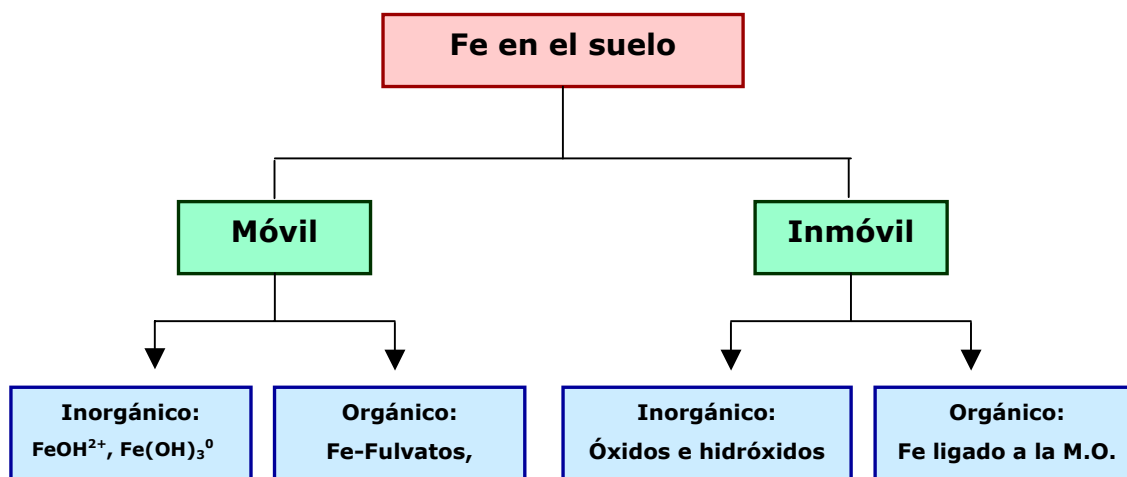 Fe en el suelo
Móvil
Inmóvil
Inorgánico:
FeOH²⁺, Fe(OH)₃⁰
Orgánico:
Fe-Fulvatos,
Inorgánico:
Óxidos e hidróxidos
Orgánico:
Fe ligado a la M.O.